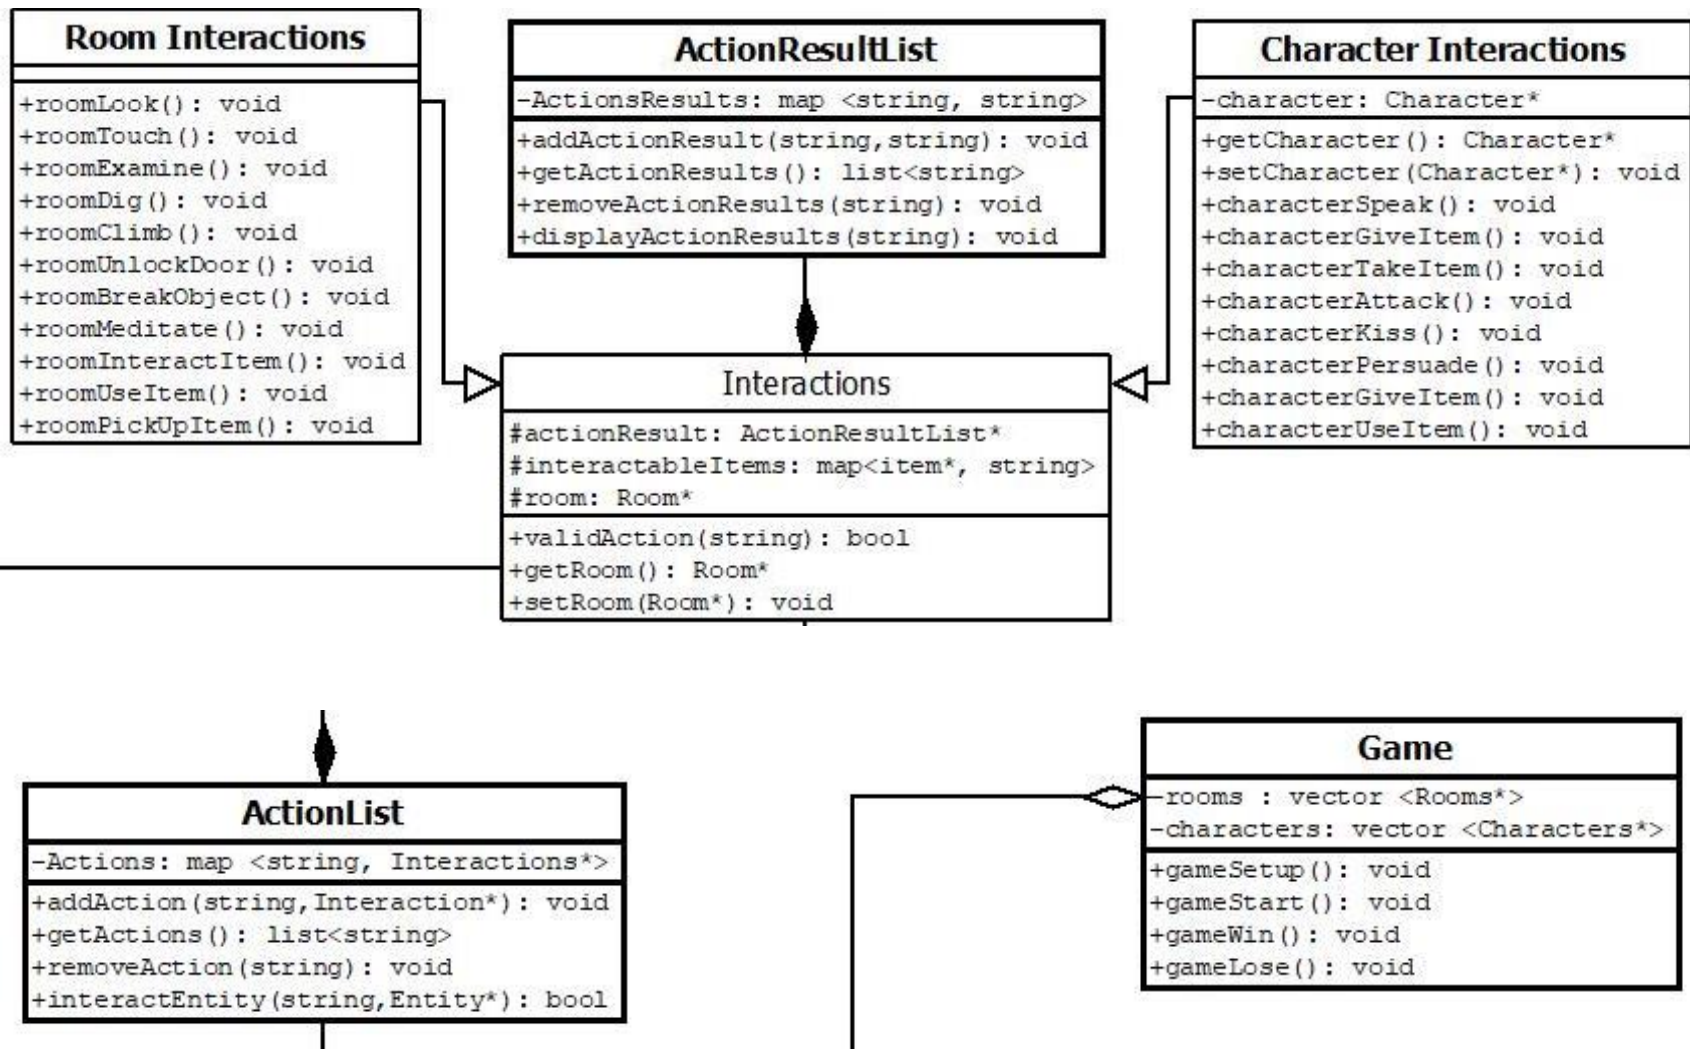 Room Interactions
+roomLook(): void
+roomTouch(): void
+roomExamine(): void
+roomDig(): void
+roomClimb(): void
+roomUnlockDoor(): void
+roomBreakObject(): void
+roomMeditate(): void
+roomInteractItem(): void
+roomUseItem(): void
+roomPickUpItem(): void
ActionResultList
-ActionsResults: map <string, string>
+addActionResult(string,string): void
+getActionResults(): list<string>
+removeActionResults(string): void
+displayActionResults(string): void
Character Interactions
-character: Character*
+getCharacter(): Character*
+setCharacter(Character*): void
+characterSpeak(): void
+characterGiveItem(): void
+characterTakeItem(): void
+characterAttack(): void
+characterKiss(): void
+characterPersuade(): void
+characterGiveItem(): void
+characterUseItem(): void
Interactions
#actionResult: ActionResultList*
#interactableItems: map<item*, string>
#room: Room*
+validAction(string): bool
+getRoom(): Room*
+setRoom(Room*): void
ActionList
-Actions: map <string, Interactions*>
+addAction(string,Interaction*): void
+getActions(): list<string>
+removeAction(string): void
+interactEntity(string,Entity*): bool
Game
-rooms : vector <Rooms*>
-characters: vector <Characters*>
+gameSetup(): void
+gameStart(): void
+gameWin(): void
+gameLose(): void